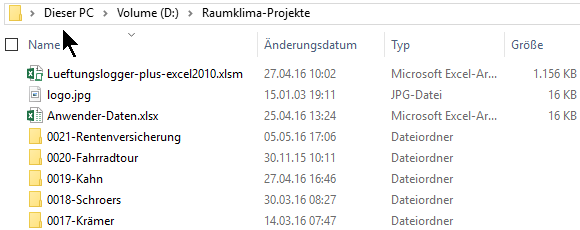 Dieser PC > Volume (D:) > Raumklima-Projekte
Name Änderungsdatum Typ Größe
Lueftungslogger-plus-excel2010.xlsm 27.04.16 10:02 Microsoft Excel-Ar... 1.156 KB
logo.jpg 15.01.03 19:11 JPG-Datei 16 KB
Anwender-Daten.xlsx 25.04.16 13:24 Microsoft Excel-Ar... 16 KB
0021-Rentenversicherung 05.05.16 17:06 Dateiordner
0020-Fahrradtour 30.11.15 10:11 Dateiordner
0019-Kahn 27.04.16 16:46 Dateiordner
0018-Schroers 30.03.16 08:27 Dateiordner
0017-Krämer 14.03.16 07:47 Dateiordner